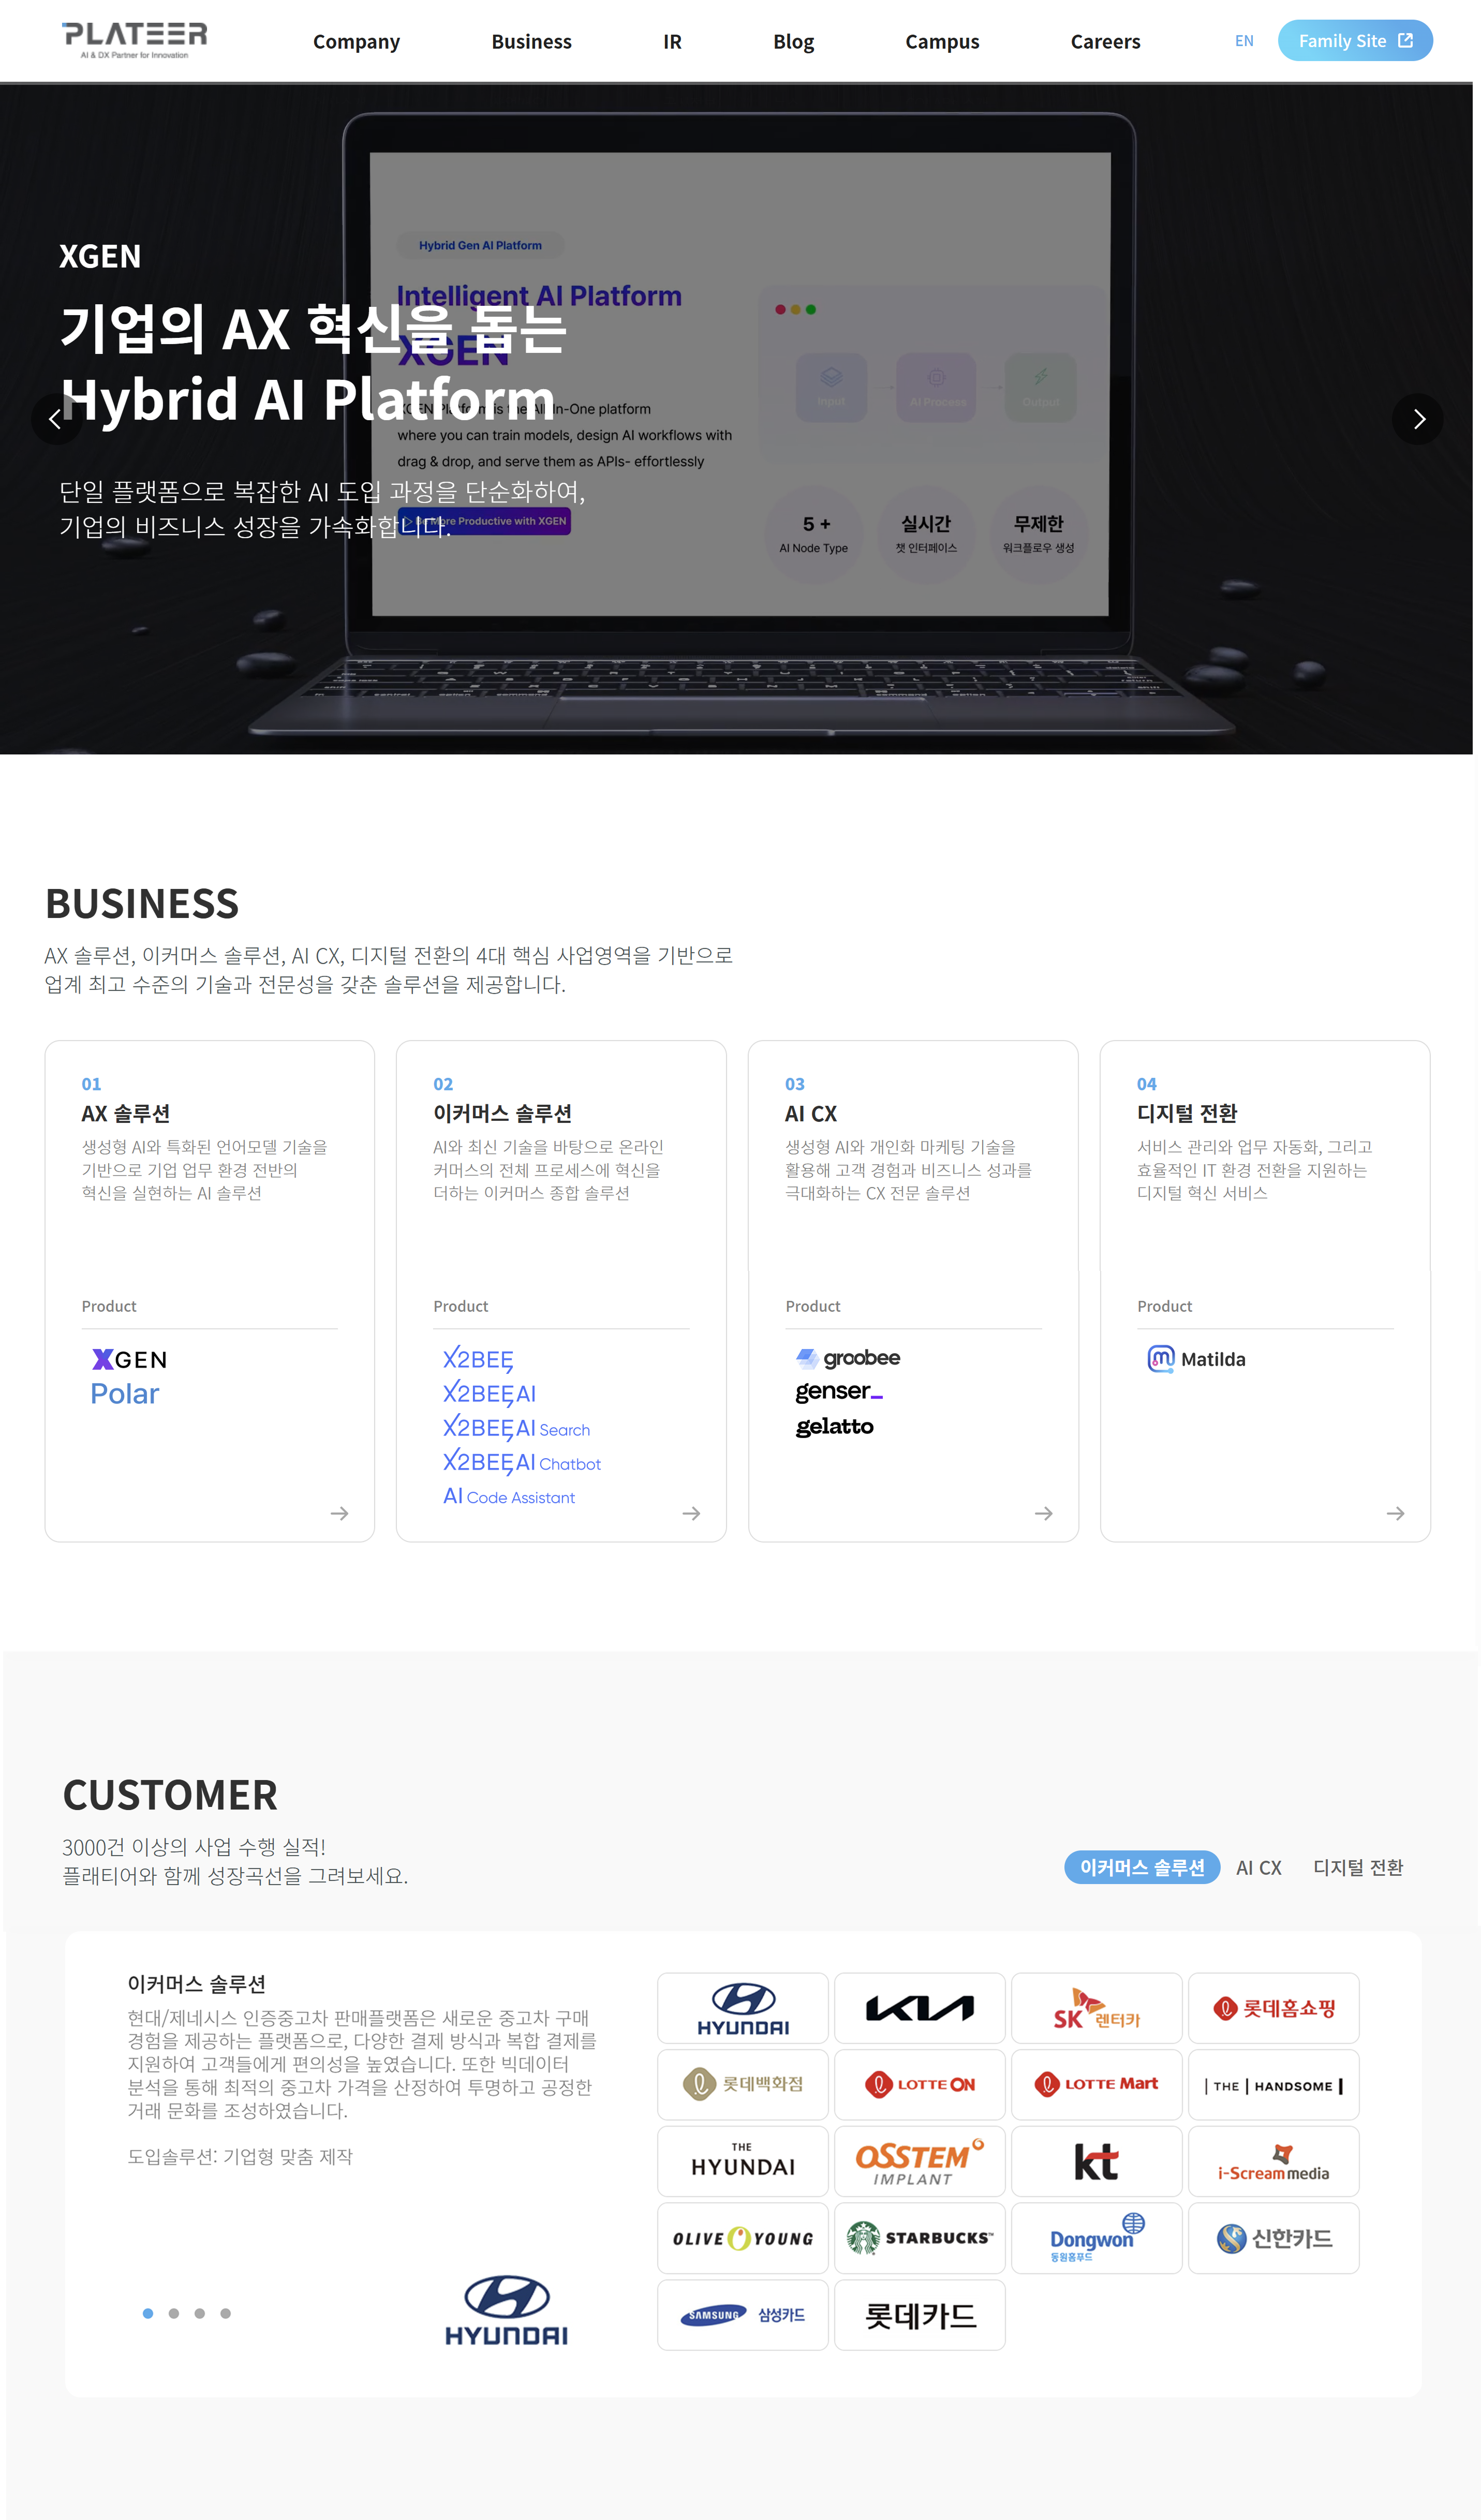 PLATEER
AI & DX Partner for Innovation
Company
Business
IR
Blog
Campus
Careers
EN
Family Site
XGEN
기업의 AX 혁신을 돕는
Hybrid AI Platform
단일 플랫폼으로 복잡한 AI 도입 과정을 단순화하여,
기업의 비즈니스 성장을 가속화합니다.
Hybrid Gen AI Platform
Intelligent AI Platform
XGEN
XGEN Platform is the All-In-One platform
where you can train models, design AI workflows with
drag & drop, and serve them as APIs- effortlessly
Be More Productive with XGEN
Input
AI Process
Output
5 +
AI Node Type
실시간
챗 인터페이스
무제한
워크플로우 생성
BUSINESS
AX 솔루션, 이커머스 솔루션, AI CX, 디지털 전환의 4대 핵심 사업영역을 기반으로
업계 최고 수준의 기술과 전문성을 갖춘 솔루션을 제공합니다.
01
AX 솔루션
생성형 AI와 특화된 언어모델 기술을
기반으로 기업 업무 환경 전반의
혁신을 실현하는 AI 솔루션
Product
XGEN
Polar
02
이커머스 솔루션
AI와 최신 기술을 바탕으로 온라인
커머스의 전체 프로세스에 혁신을
더하는 이커머스 종합 솔루션
Product
X2BEE
X2BEE AI
X2BEE AI Search
X2BEE AI Chatbot
AI Code Assistant
03
AI CX
생성형 AI와 개인화 마케팅 기술을
활용해 고객 경험과 비즈니스 성과를
극대화하는 CX 전문 솔루션
Product
groobee
genser_
gelatto
04
디지털 전환
서비스 관리와 업무 자동화, 그리고
효율적인 IT 환경 전환을 지원하는
디지털 혁신 서비스
Product
Matilda
CUSTOMER
3000건 이상의 사업 수행 실적!
플래티어와 함께 성장곡선을 그려보세요.
이커머스 솔루션
AI CX
디지털 전환
이커머스 솔루션
현대/제네시스 인증중고차 판매플랫폼은 새로운 중고차 구매
경험을 제공하는 플랫폼으로, 다양한 결제 방식과 복합 결제를
지원하여 고객들에게 편의성을 높였습니다. 또한 빅데이터
분석을 통해 최적의 중고차 가격을 산정하여 투명하고 공정한
거래 문화를 조성하였습니다.
도입솔루션: 기업형 맞춤 제작
HYUNDAI
HYUNDAI
KIA
SK 렌터카
롯데홈쇼핑
롯데백화점
LOTTE ON
LOTTE Mart
THE HANDSOME
THE
HYUNDAI
OSSTEM
IMPLANT
kt
i-Scream media
OLIVE YOUNG
STARBUCKS™
Dongwon
동원홈푸드
신한카드
SAMSUNG 삼성카드
롯데카드